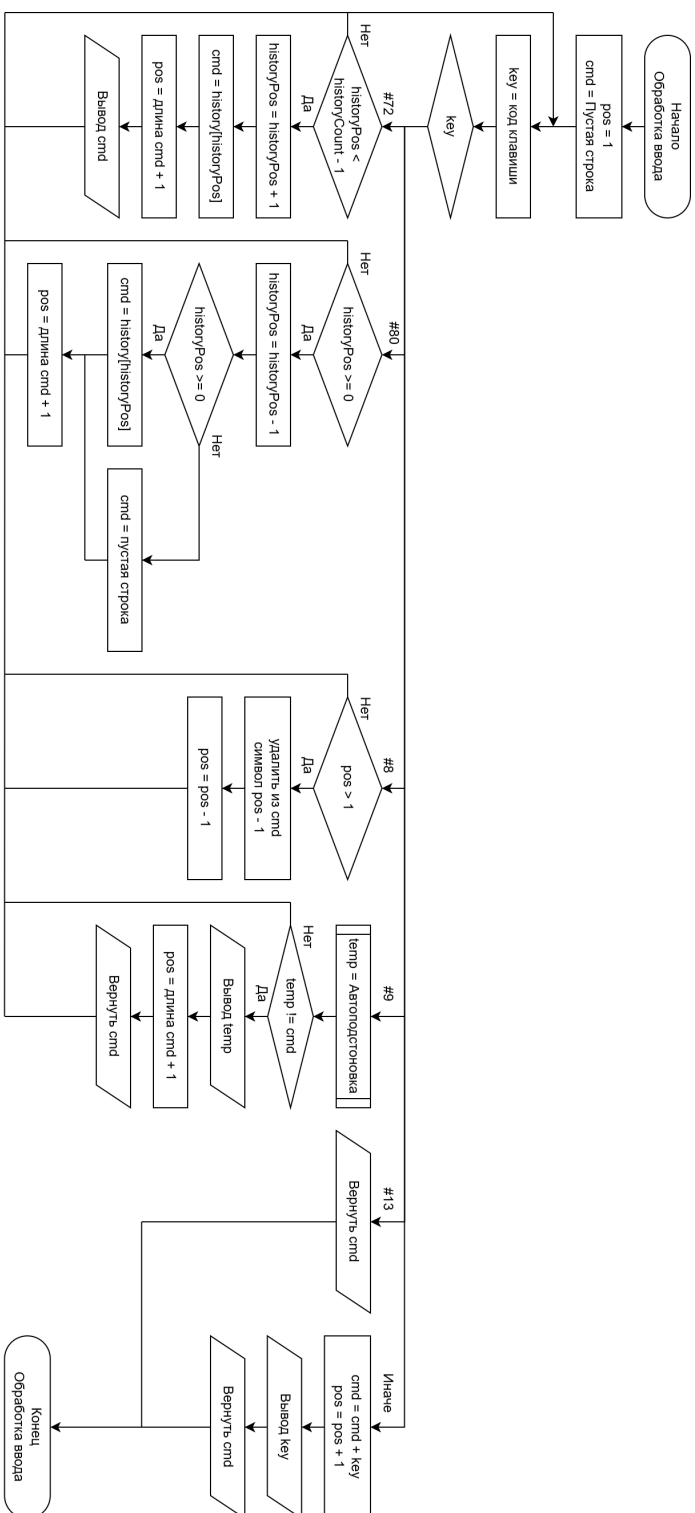 Начало
Обработка ввода
pos = 1
cmd = Пустая строка
key = код клавиши
key
#72
historyPos <
historyCount - 1
Нет
Да
historyPos = historyPos + 1
cmd = history[historyPos]
pos = длина cmd + 1
Вывод cmd
#80
historyPos >= 0
Нет
Да
historyPos = historyPos - 1
historyPos >= 0
Нет
Да
cmd = history[historyPos]
cmd = пустая строка
pos = длина cmd + 1
#8
pos > 1
Нет
Да
удалить из cmd
символ pos - 1
pos = pos - 1
#9
temp = Автоподстоновка
temp != cmd
Нет
Да
Вывод temp
pos = длина cmd + 1
Вернуть cmd
#13
Вернуть cmd
Иначе
cmd = cmd + key
pos = pos + 1
Вывод key
Вернуть cmd
Конец
Обработка ввода